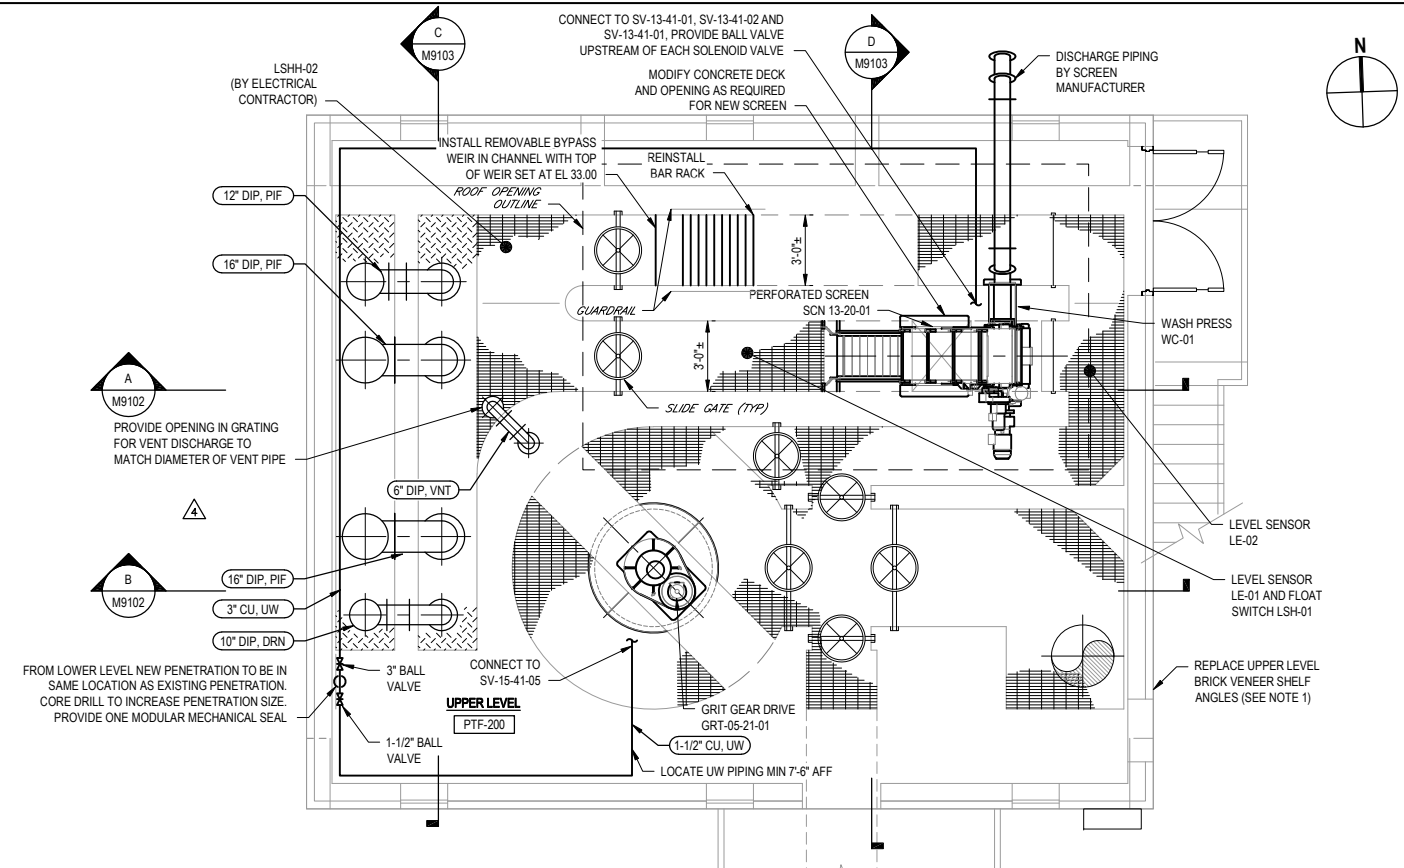 CONNECT TO SV-13-41-01, SV-13-41-02 AND
SV-13-41-01, PROVIDE BALL VALVE
UPSTREAM OF EACH SOLENOID VALVE
C
M9103
D
M9103
N
DISCHARGE PIPING
BY SCREEN
MANUFACTURER
LSHH-02
(BY ELECTRICAL
CONTRACTOR)
MODIFY CONCRETE DECK
AND OPENING AS REQUIRED
FOR NEW SCREEN
INSTALL REMOVABLE BYPASS
WEIR IN CHANNEL WITH TOP
OF WEIR SET AT EL 33.00
REINSTALL
BAR RACK
ROOF OPENING
OUTLINE
12" DIP, PIF
16" DIP, PIF
3'-0"±
GUARDRAIL
PERFORATED SCREEN
SCN 13-20-01
WASH PRESS
WC-01
3'-0"±
A
M9102
SLIDE GATE (TYP)
PROVIDE OPENING IN GRATING
FOR VENT DISCHARGE TO
MATCH DIAMETER OF VENT PIPE
6" DIP, VNT
4
LEVEL SENSOR
LE-02
B
M9102
16" DIP, PIF
3" CU, UW
10" DIP, DRN
LEVEL SENSOR
LE-01 AND FLOAT
SWITCH LSH-01
FROM LOWER LEVEL NEW PENETRATION TO BE IN
SAME LOCATION AS EXISTING PENETRATION.
CORE DRILL TO INCREASE PENETRATION SIZE.
PROVIDE ONE MODULAR MECHANICAL SEAL
3" BALL
VALVE
CONNECT TO
SV-15-41-05
REPLACE UPPER LEVEL
BRICK VENEER SHELF
ANGLES (SEE NOTE 1)
UPPER LEVEL
PTF-200
GRIT GEAR DRIVE
GRT-05-21-01
1-1/2" BALL
VALVE
1-1/2" CU, UW
LOCATE UW PIPING MIN 7'-6" AFF